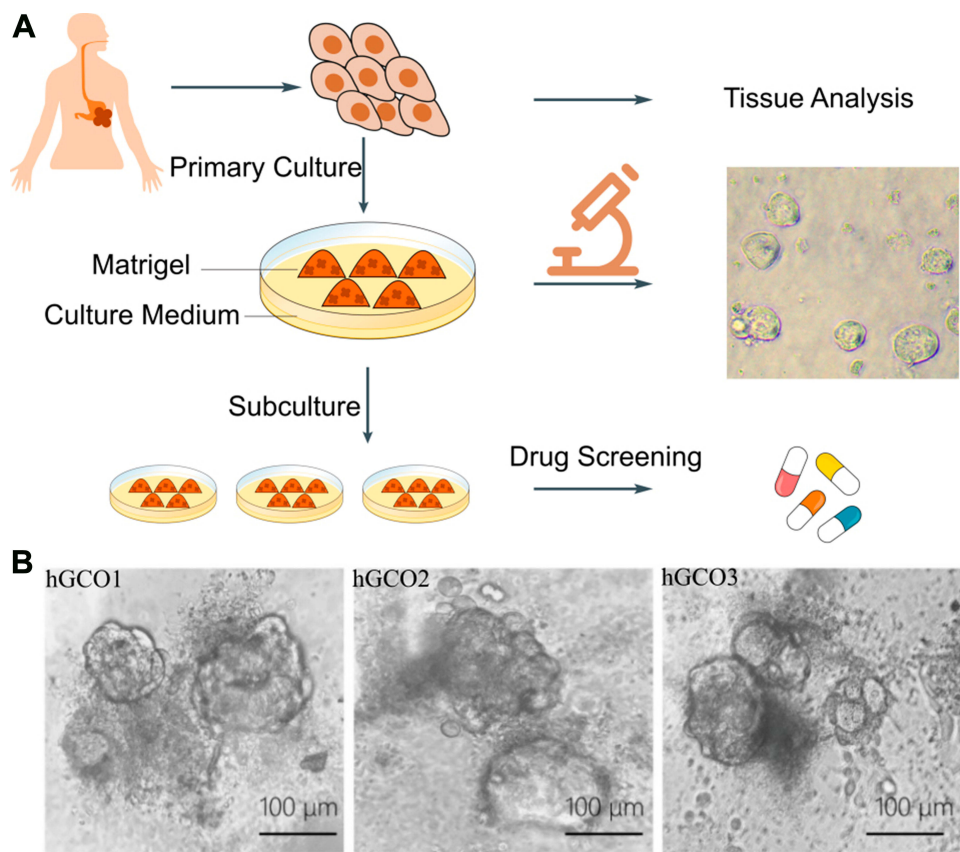 A
Tissue Analysis
Primary Culture
Matrigel
Culture Medium
Subculture
Drug Screening
B
hGCO1
hGCO2
hGCO3
100 μm
100 μm
100 μm